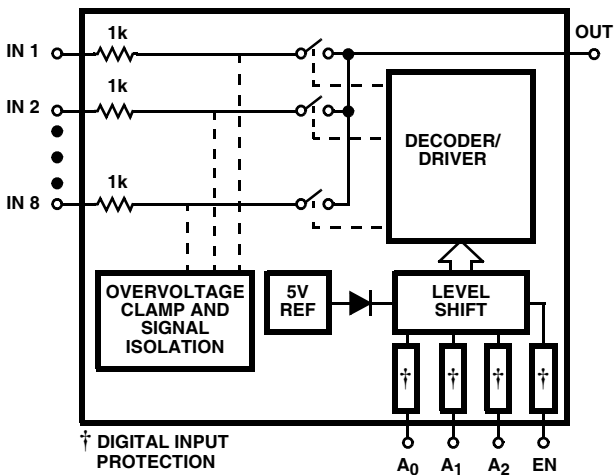 1k
IN 1
OUT
1k
IN 2
DECODER/
DRIVER
1k
IN 8
OVERVOLTAGE
CLAMP AND
SIGNAL
ISOLATION
5V
REF
LEVEL
SHIFT
† † † †
† DIGITAL INPUT
PROTECTION
A0 A1 A2 EN